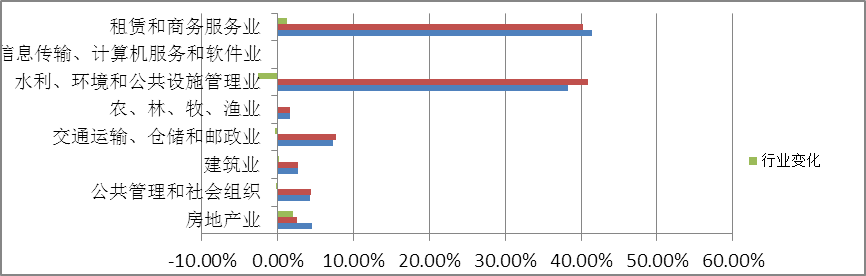 租赁和商务服务业
信息传输、计算机服务和软件业
水利、环境和公共设施管理业
农、林、牧、渔业
交通运输、仓储和邮政业
建筑业
公共管理和社会组织
房地产业
行业变化
-10.00% 0.00% 10.00% 20.00% 30.00% 40.00% 50.00% 60.00%